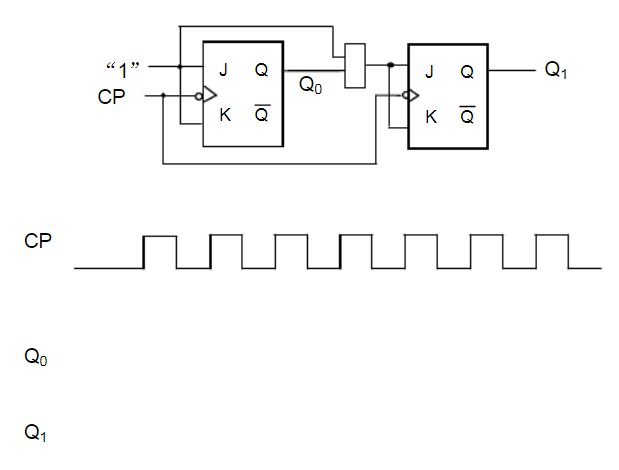 “1” J Q Q₀ J Q Q₁
CP K Q̅ K Q̅
CP
Q₀
Q₁